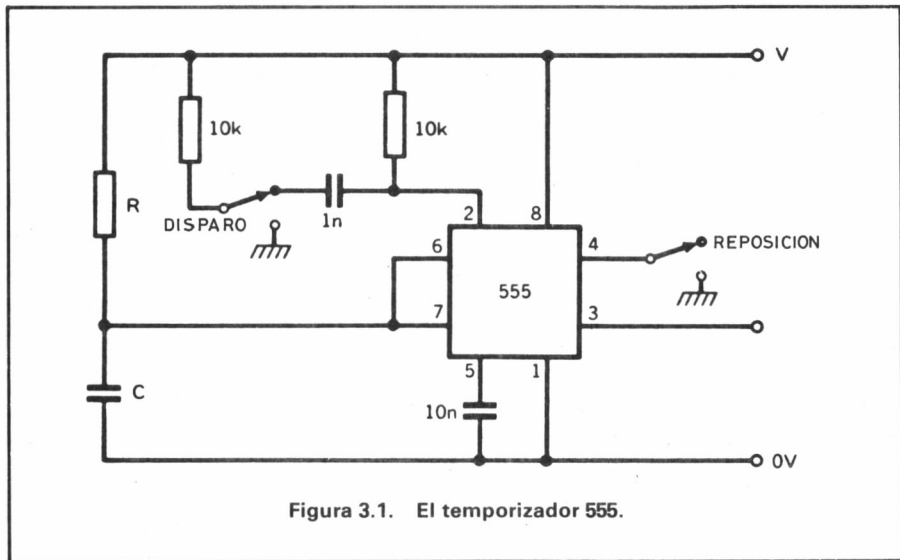 V
10k
10k
R
DISPARO
1n
2
8
6
4
REPOSICION
555
7
3
5
1
C
10n
0V
Figura 3.1. El temporizador 555.